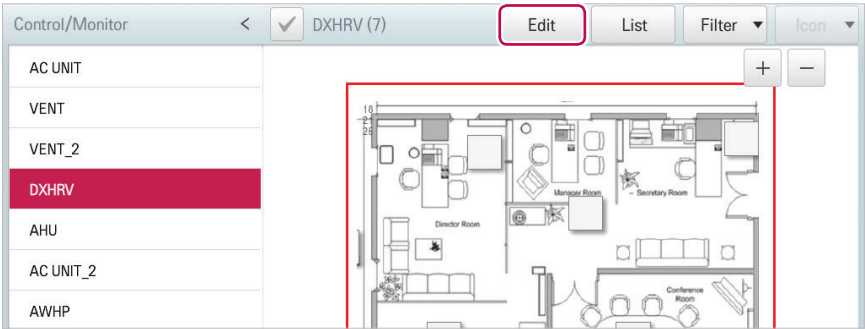 Control/Monitor < DXHRV (7) Edit List Filter ▼ Icon ▼
AC UNIT
VENT
VENT_2
DXHRV
AHU
AC UNIT_2
AWHP
+ −
18
25
Manager Room
Secretary Room
Director Room
Conference
Room